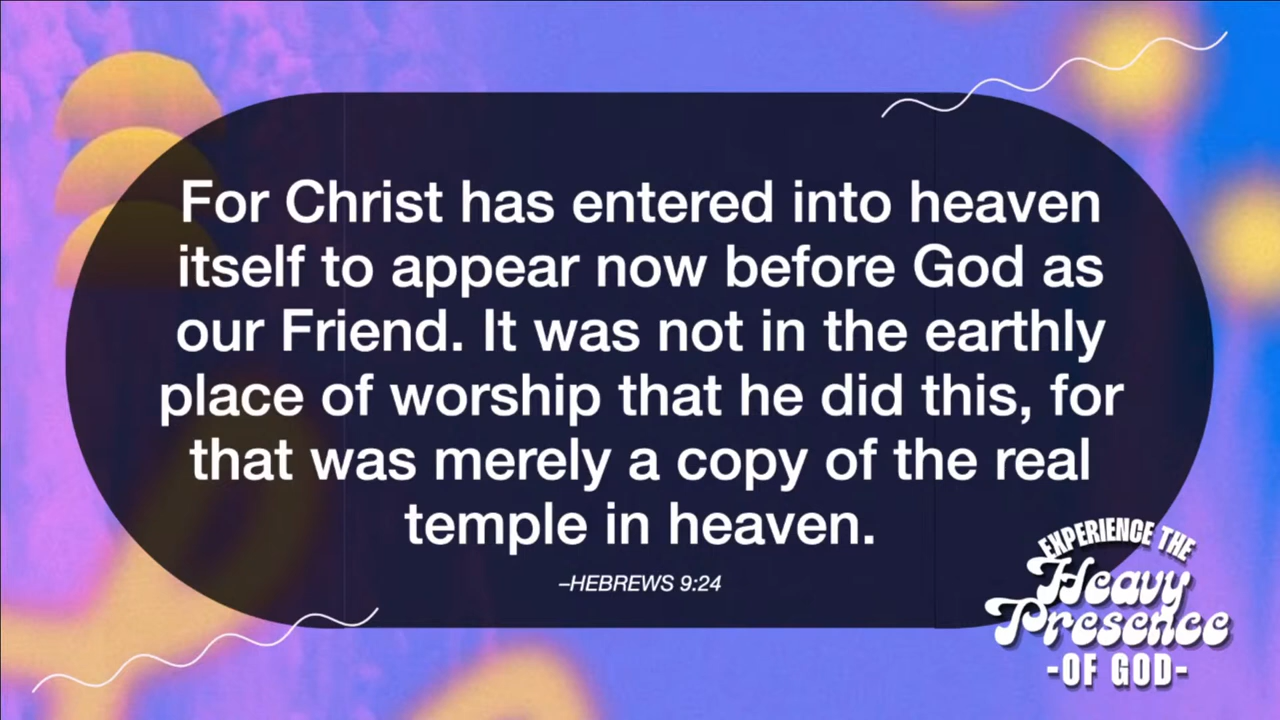 For Christ has entered into heaven
itself to appear now before God as
our Friend. It was not in the earthly
place of worship that he did this, for
that was merely a copy of the real
temple in heaven.
–HEBREWS 9:24
EXPERIENCE THE
Heavy
Presence
-OF GOD-